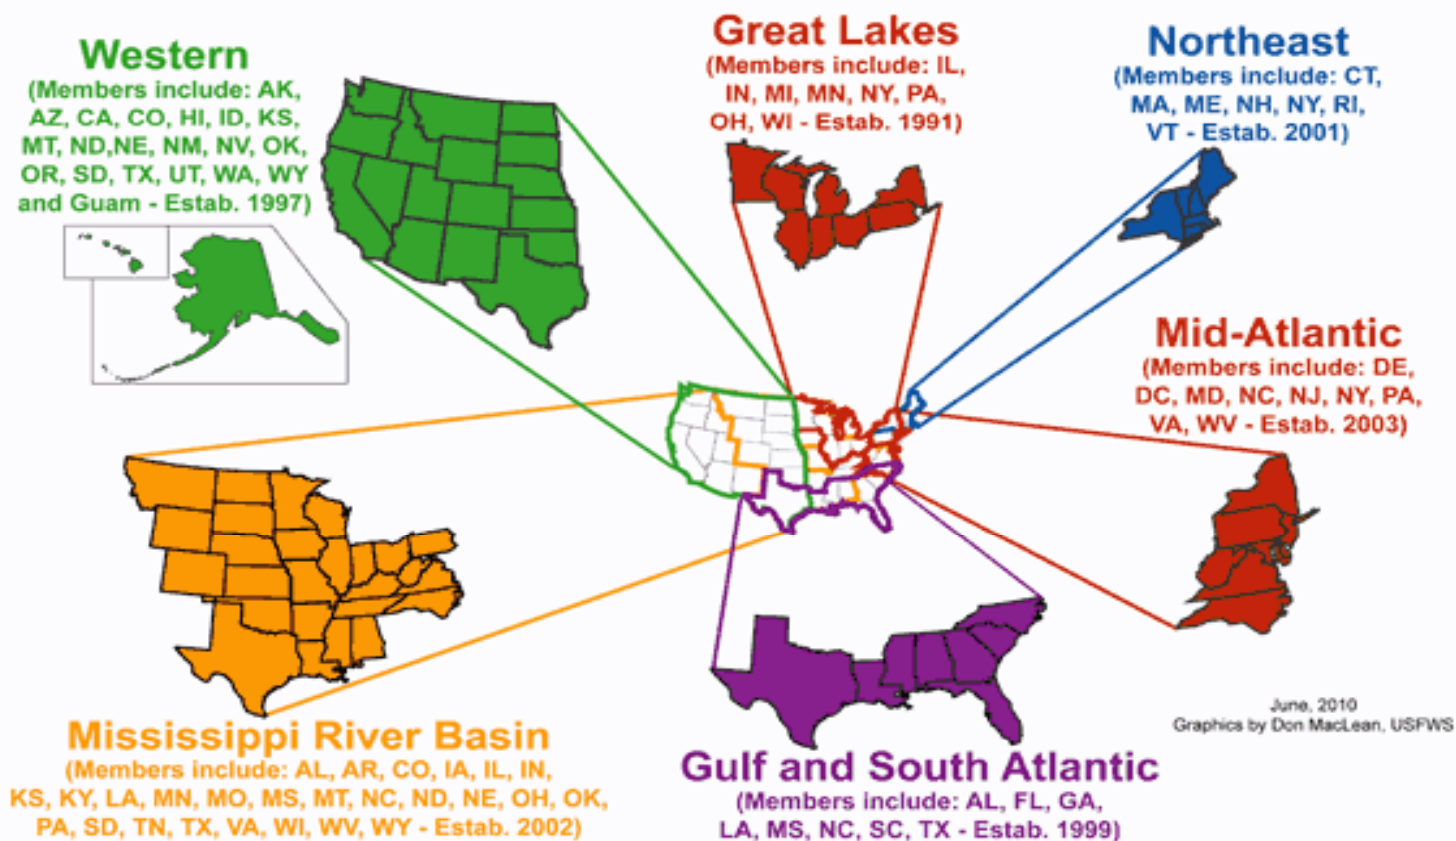 Western
(Members include: AK,
AZ, CA, CO, HI, ID, KS,
MT, ND,NE, NM, NV, OK,
OR, SD, TX, UT, WA, WY
and Guam - Estab. 1997)
Great Lakes
(Members include: IL,
IN, MI, MN, NY, PA,
OH, WI - Estab. 1991)
Northeast
(Members include: CT,
MA, ME, NH, NY, RI,
VT - Estab. 2001)
Mid-Atlantic
(Members include: DE,
DC, MD, NC, NJ, NY, PA,
VA, WV - Estab. 2003)
Mississippi River Basin
(Members include: AL, AR, CO, IA, IL, IN,
KS, KY, LA, MN, MO, MS, MT, NC, ND, NE, OH, OK,
PA, SD, TN, TX, VA, WI, WV, WY - Estab. 2002)
Gulf and South Atlantic
(Members include: AL, FL, GA,
LA, MS, NC, SC, TX - Estab. 1999)
June, 2010
Graphics by Don MacLean, USFWS